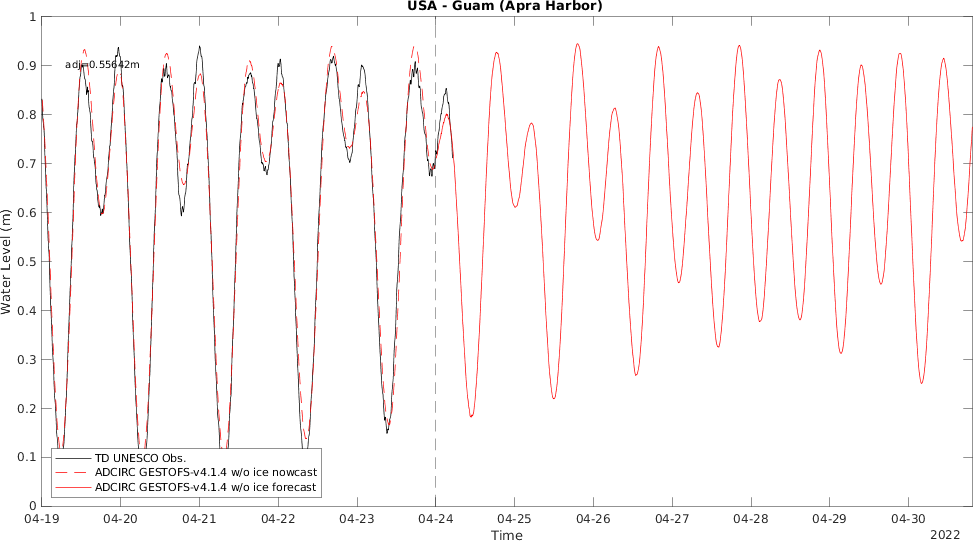 USA - Guam (Apra Harbor)
1
0.9
0.8
0.7
0.6
0.5
0.4
0.3
0.2
0.1
0
Water Level (m)
adj=0.55642m
TD UNESCO Obs.
ADCIRC GESTOFS-v4.1.4 w/o ice nowcast
ADCIRC GESTOFS-v4.1.4 w/o ice forecast
04-19 04-20 04-21 04-22 04-23 04-24 04-25 04-26 04-27 04-28 04-29 04-30
Time
2022